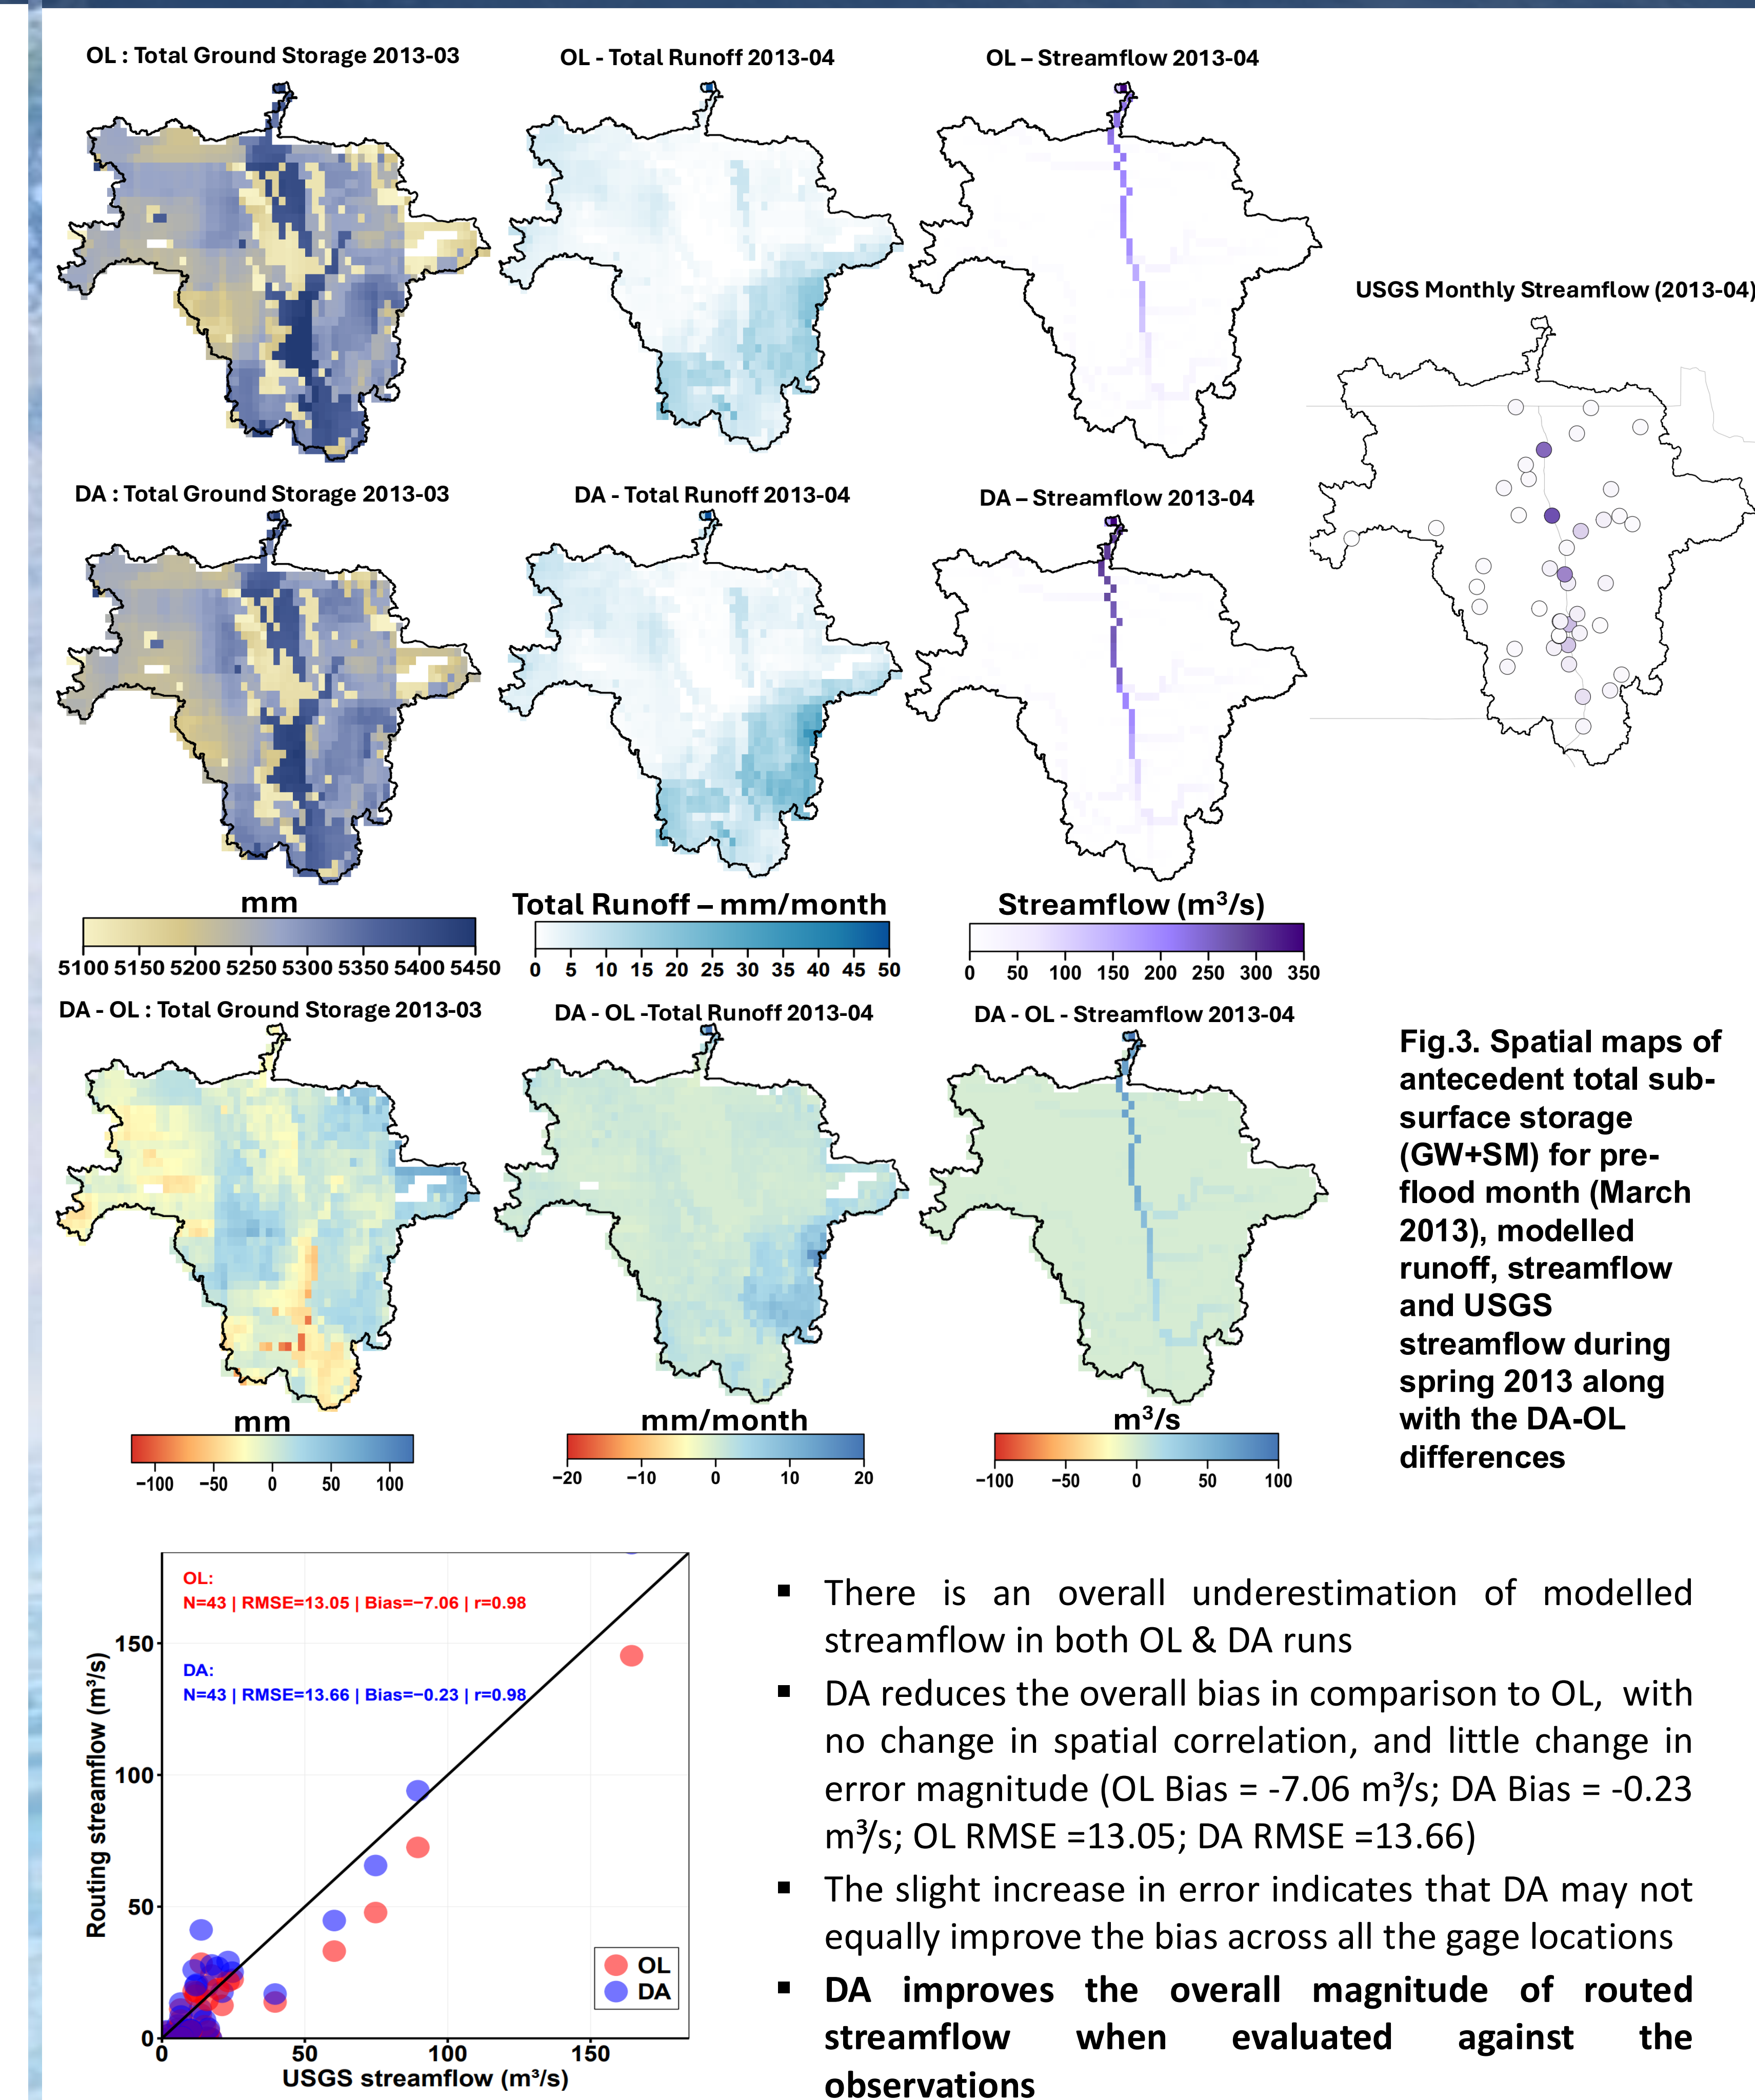 OL : Total Ground Storage 2013-03
OL - Total Runoff 2013-04
OL – Streamflow 2013-04
USGS Monthly Streamflow (2013-04)
DA : Total Ground Storage 2013-03
DA - Total Runoff 2013-04
DA – Streamflow 2013-04
mm
5100 5150 5200 5250 5300 5350 5400 5450
Total Runoff – mm/month
0 5 10 15 20 25 30 35 40 45 50
Streamflow (m³/s)
0 50 100 150 200 250 300 350
DA - OL : Total Ground Storage 2013-03
DA - OL -Total Runoff 2013-04
DA - OL - Streamflow 2013-04
mm
−100 −50 0 50 100
mm/month
−20 −10 0 10 20
m³/s
−100 −50 0 50 100
Fig.3. Spatial maps of
antecedent total sub-
surface storage
(GW+SM) for pre-
flood month (March
2013), modelled
runoff, streamflow
and USGS
streamflow during
spring 2013 along
with the DA-OL
differences
OL:
N=43 | RMSE=13.05 | Bias=−7.06 | r=0.98
DA:
N=43 | RMSE=13.66 | Bias=−0.23 | r=0.98
Routing streamflow (m³/s)
150
100
50
0
0 50 100 150
USGS streamflow (m³/s)
OL
DA
▪ There is an overall underestimation of modelled
streamflow in both OL & DA runs
▪ DA reduces the overall bias in comparison to OL, with
no change in spatial correlation, and little change in
error magnitude (OL Bias = -7.06 m³/s; DA Bias = -0.23
m³/s; OL RMSE =13.05; DA RMSE =13.66)
▪ The slight increase in error indicates that DA may not
equally improve the bias across all the gage locations
▪ DA improves the overall magnitude of routed
streamflow when evaluated against the
observations